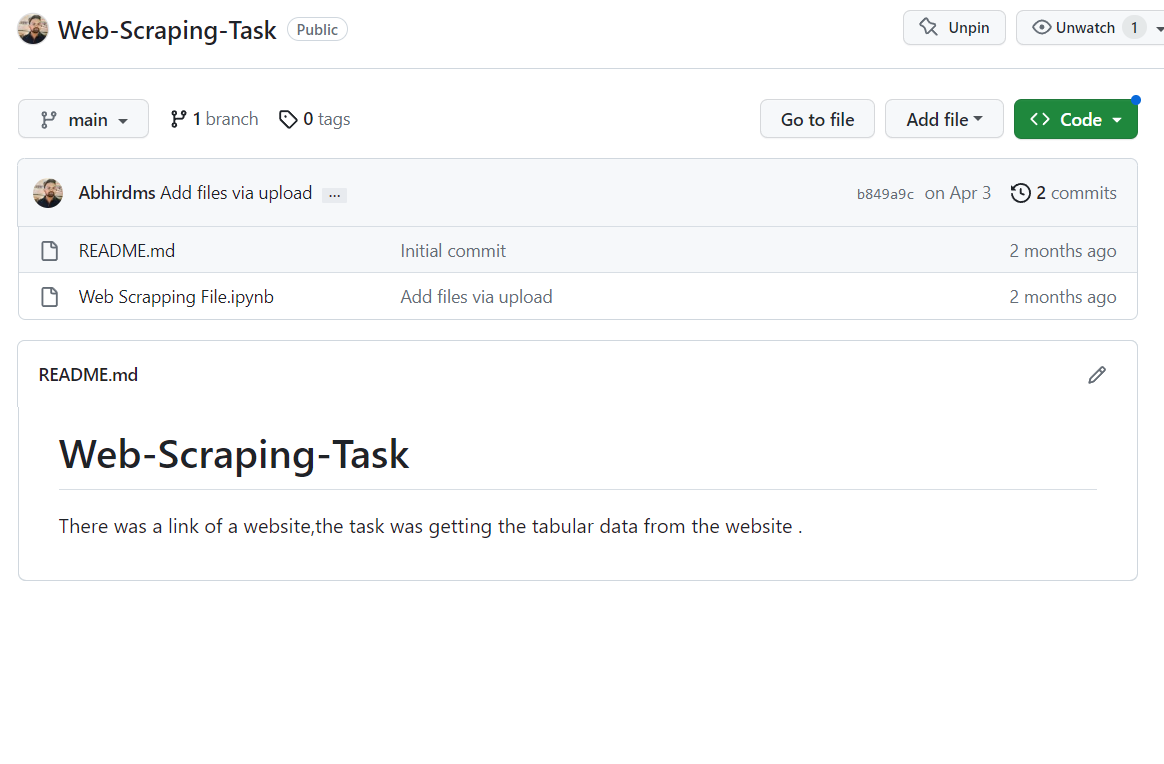 Web-Scraping-Task Public Unpin Unwatch 1
main 1 branch 0 tags Go to file Add file Code
Abhirdms Add files via upload ... b849a9c on Apr 3 2 commits
README.md Initial commit 2 months ago
Web Scrapping File.ipynb Add files via upload 2 months ago
README.md
Web-Scraping-Task
There was a link of a website,the task was getting the tabular data from the website .